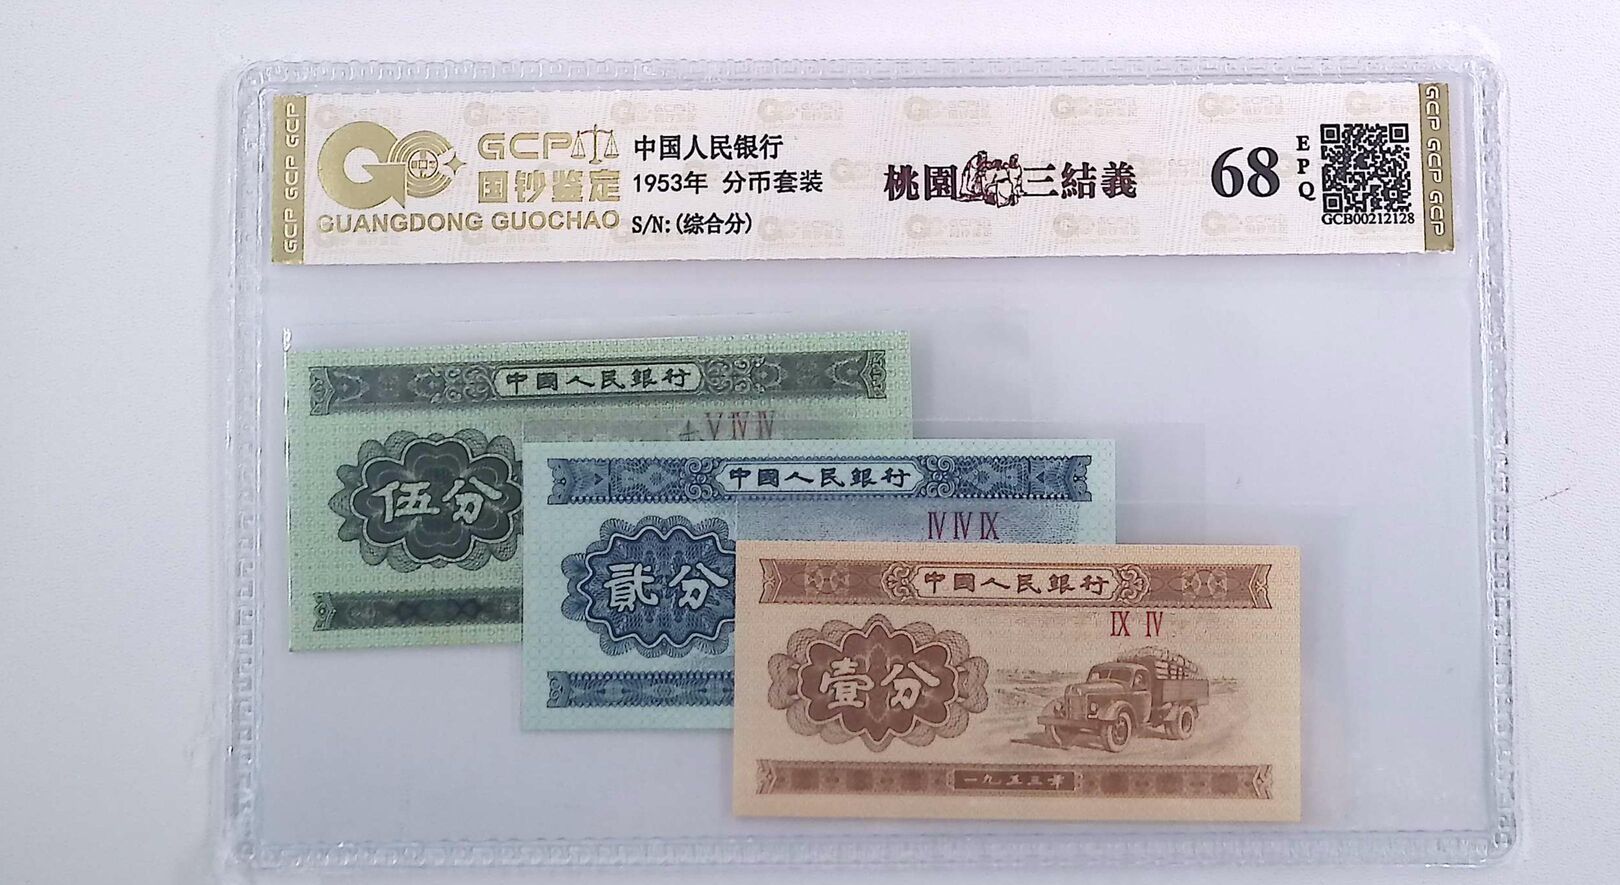 GCP GCP GCP
GCP
国钞鉴定
GUANGDONG GUOCHAO
中国人民银行
1953年 分币套装
S/N:(综合分)
桃園三結義
68
EPQ
GCB00212128
GCP GCP GCP
中國人民銀行
V IV IV
伍分
中國人民銀行
IV IV IX
貳分
中國人民銀行
IX IV
壹分
一九五三年